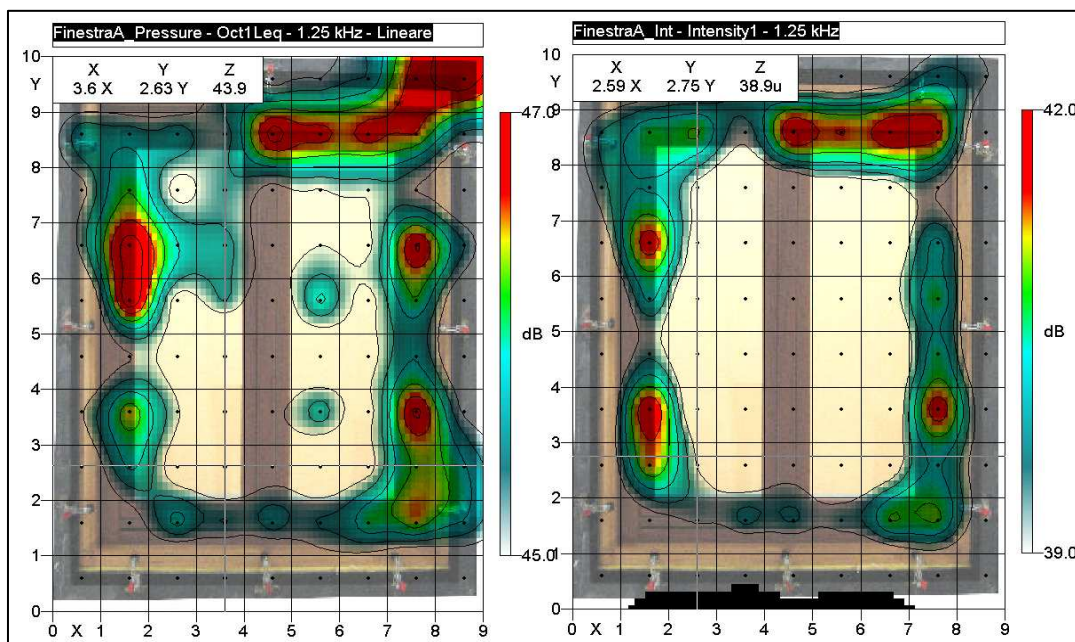 FinestraA_Pressure - Oct1Leq - 1.25 kHz - Lineare
X Y Z
3.6 X 2.63 Y 43.9
10
Y
9
8
7
6
5
4
3
2
1
0
0 X 1 2 3 4 5 6 7 8 9
47.0
dB
45.0
FinestraA_Int - Intensity1 - 1.25 kHz
X Y Z
2.59 X 2.75 Y 38.9u
10
Y
9
8
7
6
5
4
3
2
1
0
0 X 1 2 3 4 5 6 7 8 9
42.0
dB
39.0